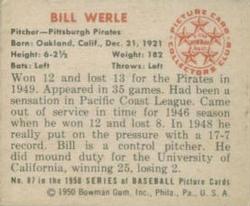 BILL WERLE
Pitcher—Pittsburgh Pirates
Born: Oakland, Calif., Dec. 21, 1921
Height: 6-2½ Weight: 182
Bats: Left Throws: Left
Won 12 and lost 13 for the Pirates in
1949. Appeared in 35 games. Had been a
sensation in Pacific Coast League. Came
out of service in time for 1946 season
when he won 12 and lost 8. In 1948 he
really put on the pressure with a 17-7
record. Bill is a control pitcher. He
did mound duty for the University of
California, winning 25, losing 2.
No. 87 in the 1950 SERIES of BASEBALL Picture Cards
©1950 Bowman Gum, Inc., Phila., Pa., U.S.A.
PICTURE CARD
COLLECTORS CLUB